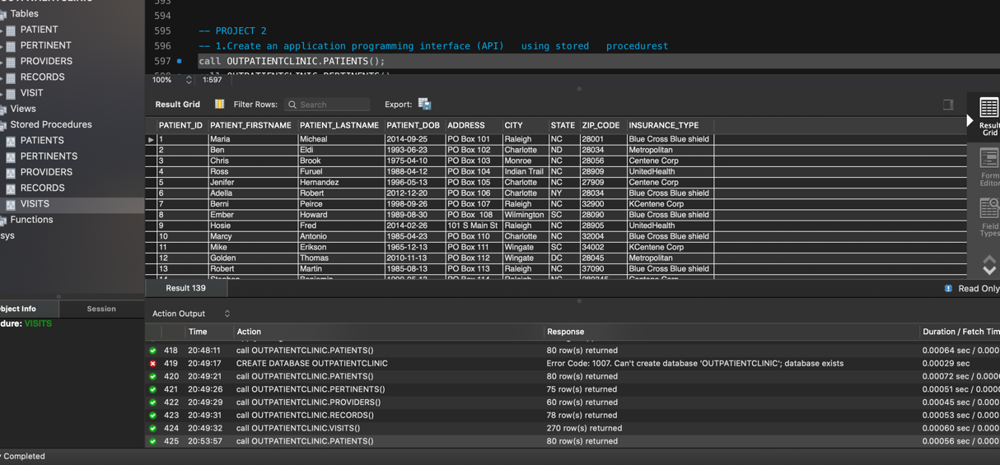 Tables
PATIENT
PERTINENT
PROVIDERS
RECORDS
VISIT
Views
Stored Procedures
PATIENTS
PERTINENTS
PROVIDERS
RECORDS
VISITS
Functions
sys
Object Info Session
dure: VISITS
Completed
593
594
595 -- PROJECT 2
596 -- 1.Create an application programming interface (API) using stored procedurest
597 call OUTPATIENTCLINIC.PATIENTS();
100% 1:597
Result Grid Filter Rows: Search Export:
PATIENT_ID PATIENT_FIRSTNAME PATIENT_LASTNAME PATIENT_DOB ADDRESS CITY STATE ZIP_CODE INSURANCE_TYPE
1 Maria Micheal 2014-09-25 PO Box 101 Raleigh NC 28001 Blue Cross Blue shield
2 Ben Eldi 1993-06-23 PO Box 102 Charlotte ND 28034 Metropolitan
3 Chris Brook 1975-04-10 PO Box 103 Monroe NC 28056 Centene Corp
4 Ross Furuel 1988-04-12 PO Box 104 Indian Trail NC 28909 UnitedHealth
5 Jenifer Hernandez 1996-05-13 PO Box 105 Charlotte NC 27909 Centene Corp
6 Adella Robert 2012-12-20 PO Box 106 Charlotte NY 28034 Blue Cross Blue shield
7 Berni Peirce 1998-09-26 PO Box 107 Raleigh NC 32900 KCentene Corp
8 Ember Howard 1989-08-30 PO Box 108 Wilmington SC 28090 Blue Cross Blue shield
9 Hosie Fred 2014-02-26 101 S Main St Raleigh NC 28905 UnitedHealth
10 Marcy Antonio 1985-04-23 PO Box 110 Charlotte NC 32004 Blue Cross Blue shield
11 Mike Erikson 1965-12-13 PO Box 111 Wingate SC 34002 KCentene Corp
12 Golden Thomas 2010-11-13 PO Box 112 Wingate DC 28045 Metropolitan
13 Robert Martin 1985-08-13 PO Box 113 Raleigh NC 37090 Blue Cross Blue shield
Result Grid
Form Editor
Field Types
Result 139 Read Only
Action Output
Time Action Response Duration / Fetch Tim
418 20:48:11 call OUTPATIENTCLINIC.PATIENTS() 80 row(s) returned 0.00064 sec / 0.000
419 20:49:17 CREATE DATABASE OUTPATIENTCLINIC Error Code: 1007. Can't create database 'OUTPATIENTCLINIC'; database exists 0.00029 sec
420 20:49:21 call OUTPATIENTCLINIC.PATIENTS() 80 row(s) returned 0.00072 sec / 0.0000
421 20:49:26 call OUTPATIENTCLINIC.PERTINENTS() 75 row(s) returned 0.00051 sec / 0.0000
422 20:49:29 call OUTPATIENTCLINIC.PROVIDERS() 60 row(s) returned 0.00045 sec / 0.000
423 20:49:31 call OUTPATIENTCLINIC.RECORDS() 78 row(s) returned 0.00053 sec / 0.000
424 20:49:32 call OUTPATIENTCLINIC.VISITS() 270 row(s) returned 0.00060 sec / 0.000
425 20:53:57 call OUTPATIENTCLINIC.PATIENTS() 80 row(s) returned 0.00056 sec / 0.000